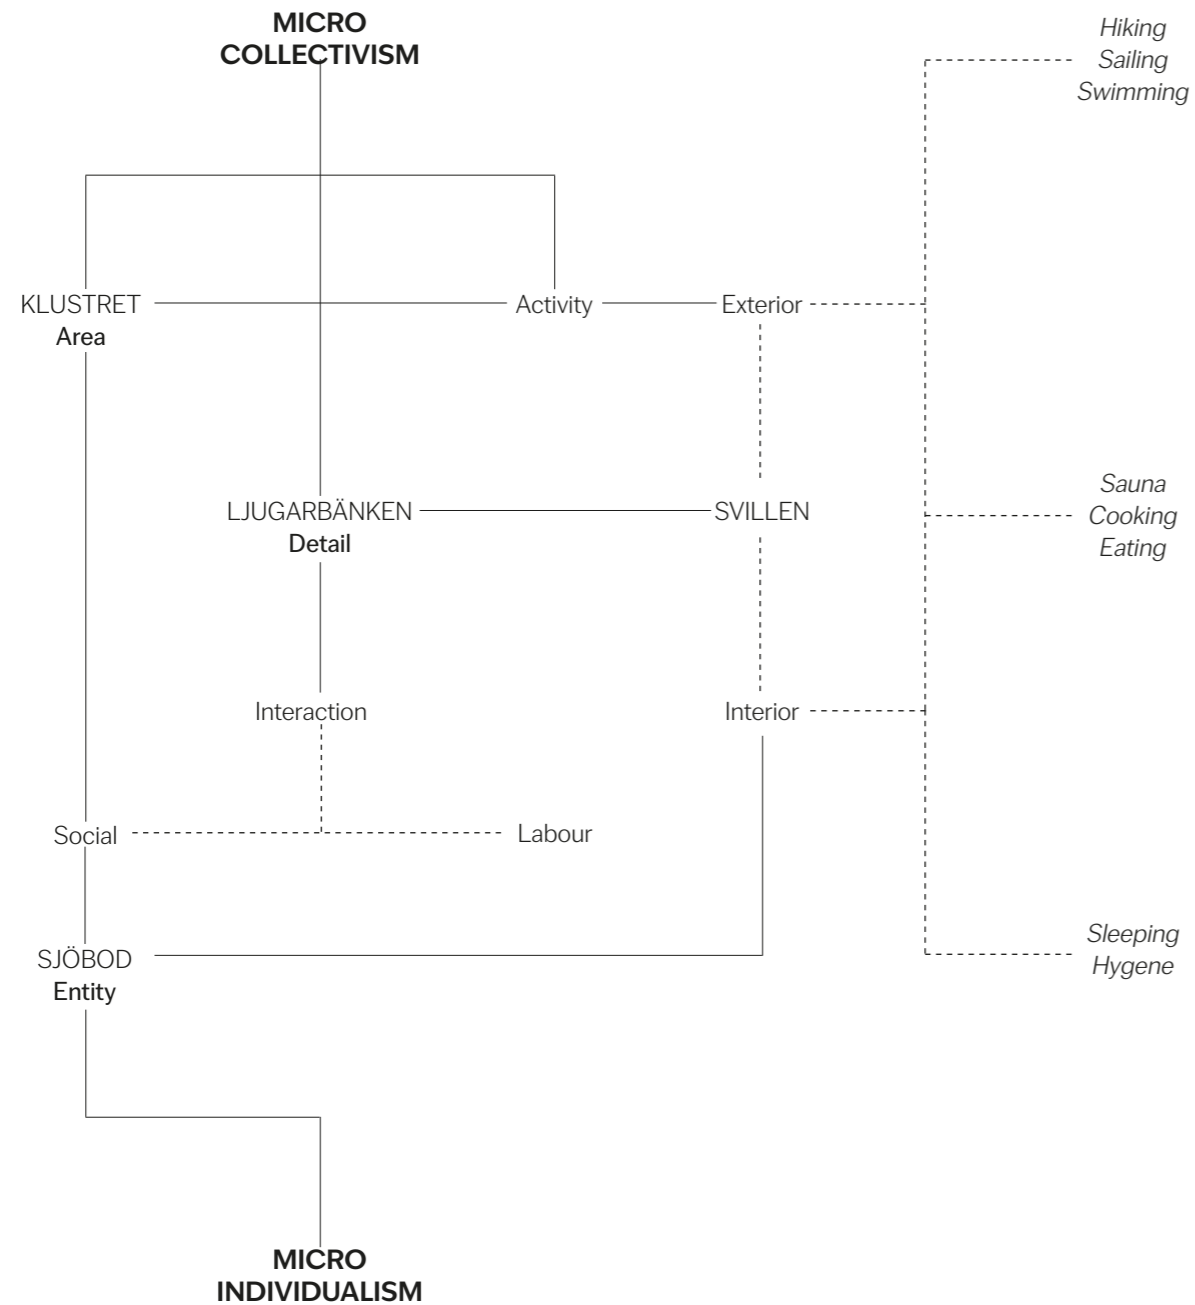 MICRO
COLLECTIVISM
Hiking
Sailing
Swimming
KLUSTRET
Area
Activity
Exterior
LJUGARBÄNKEN
Detail
SVILLEN
Sauna
Cooking
Eating
Interaction
Interior
Social
Labour
SJÖBOD
Entity
Sleeping
Hygene
MICRO
INDIVIDUALISM